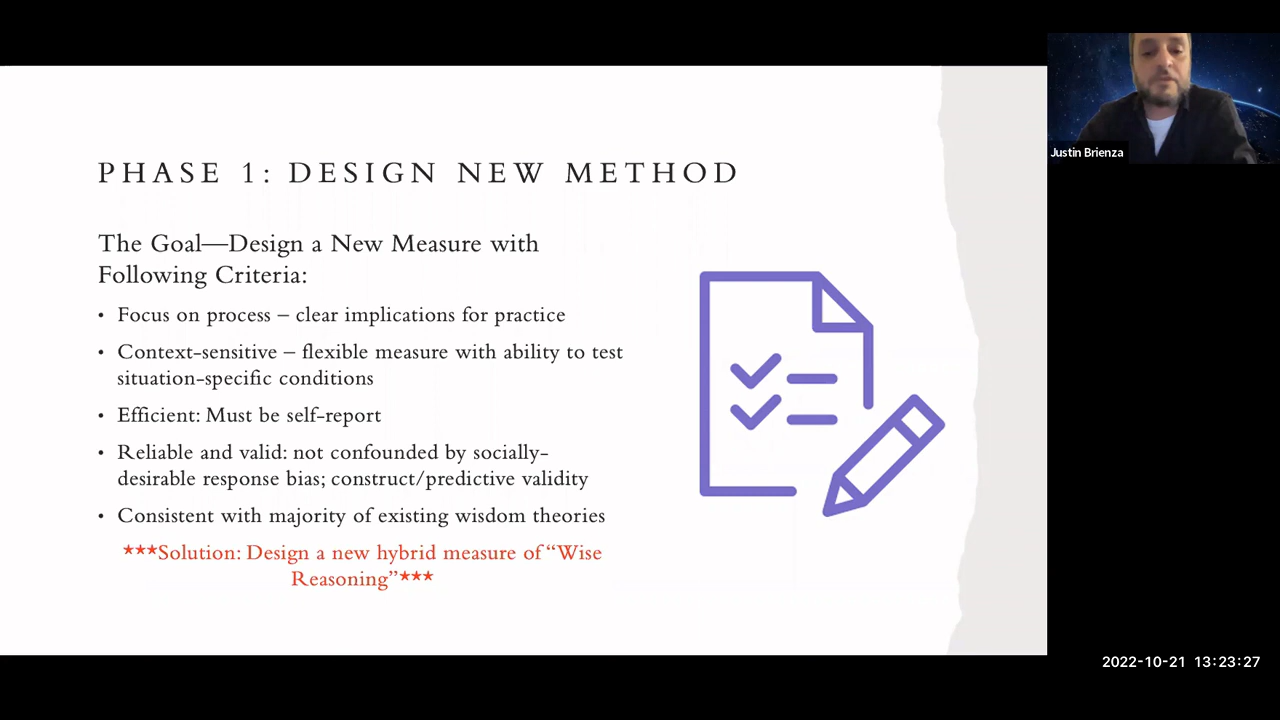 PHASE 1: DESIGN NEW METHOD
The Goal—Design a New Measure with
Following Criteria:
• Focus on process – clear implications for practice
• Context-sensitive – flexible measure with ability to test
situation-specific conditions
• Efficient: Must be self-report
• Reliable and valid: not confounded by socially-
desirable response bias; construct/predictive validity
• Consistent with majority of existing wisdom theories
***Solution: Design a new hybrid measure of “Wise
Reasoning”***
Justin Brienza
2022-10-21 13:23:27